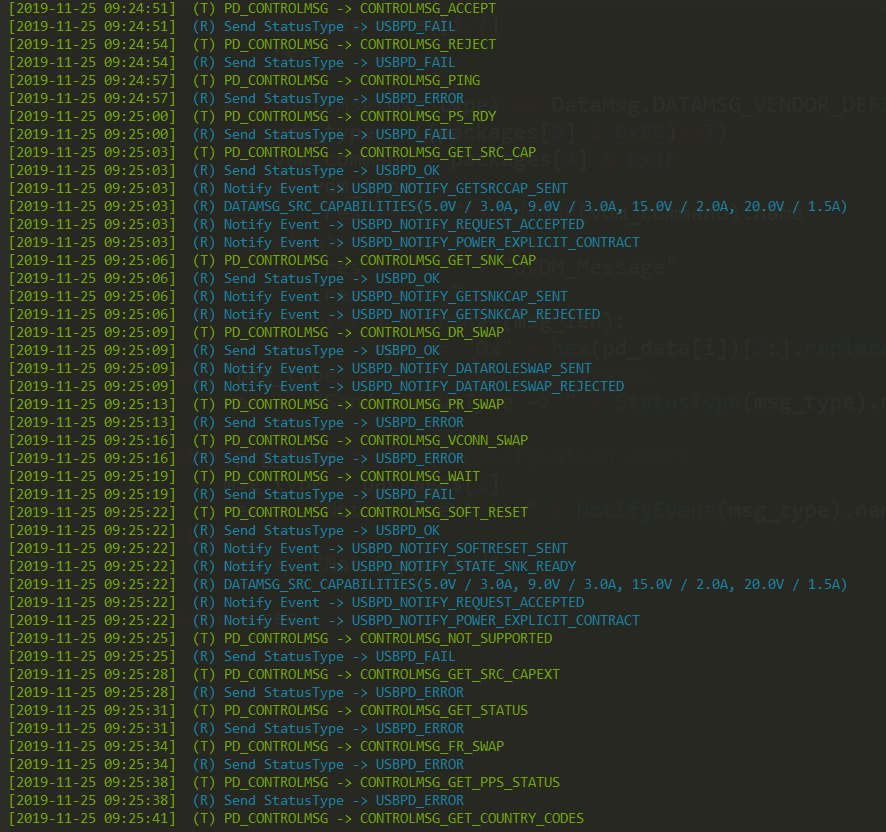 [2019-11-25 09:24:51] (T) PD_CONTROLMSG -> CONTROLMSG_ACCEPT
[2019-11-25 09:24:51] (R) Send StatusType -> USBPD_FAIL
[2019-11-25 09:24:54] (T) PD_CONTROLMSG -> CONTROLMSG_REJECT
[2019-11-25 09:24:54] (R) Send StatusType -> USBPD_FAIL
[2019-11-25 09:24:57] (T) PD_CONTROLMSG -> CONTROLMSG_PING
[2019-11-25 09:24:57] (R) Send StatusType -> USBPD_ERROR
[2019-11-25 09:25:00] (T) PD_CONTROLMSG -> CONTROLMSG_PS_RDY
[2019-11-25 09:25:00] (R) Send StatusType -> USBPD_FAIL
[2019-11-25 09:25:03] (T) PD_CONTROLMSG -> CONTROLMSG_GET_SRC_CAP
[2019-11-25 09:25:03] (R) Send StatusType -> USBPD_OK
[2019-11-25 09:25:03] (R) Notify Event -> USBPD_NOTIFY_GETSRCCAP_SENT
[2019-11-25 09:25:03] (R) DATAMSG_SRC_CAPABILITIES(5.0V / 3.0A, 9.0V / 3.0A, 15.0V / 2.0A, 20.0V / 1.5A)
[2019-11-25 09:25:03] (R) Notify Event -> USBPD_NOTIFY_REQUEST_ACCEPTED
[2019-11-25 09:25:03] (R) Notify Event -> USBPD_NOTIFY_POWER_EXPLICIT_CONTRACT
[2019-11-25 09:25:06] (T) PD_CONTROLMSG -> CONTROLMSG_GET_SNK_CAP
[2019-11-25 09:25:06] (R) Send StatusType -> USBPD_OK
[2019-11-25 09:25:06] (R) Notify Event -> USBPD_NOTIFY_GETSNKCAP_SENT
[2019-11-25 09:25:06] (R) Notify Event -> USBPD_NOTIFY_GETSNKCAP_REJECTED
[2019-11-25 09:25:09] (T) PD_CONTROLMSG -> CONTROLMSG_DR_SWAP
[2019-11-25 09:25:09] (R) Send StatusType -> USBPD_OK
[2019-11-25 09:25:09] (R) Notify Event -> USBPD_NOTIFY_DATAROLESWAP_SENT
[2019-11-25 09:25:09] (R) Notify Event -> USBPD_NOTIFY_DATAROLESWAP_REJECTED
[2019-11-25 09:25:13] (T) PD_CONTROLMSG -> CONTROLMSG_PR_SWAP
[2019-11-25 09:25:13] (R) Send StatusType -> USBPD_ERROR
[2019-11-25 09:25:16] (T) PD_CONTROLMSG -> CONTROLMSG_VCONN_SWAP
[2019-11-25 09:25:16] (R) Send StatusType -> USBPD_ERROR
[2019-11-25 09:25:19] (T) PD_CONTROLMSG -> CONTROLMSG_WAIT
[2019-11-25 09:25:19] (R) Send StatusType -> USBPD_FAIL
[2019-11-25 09:25:22] (T) PD_CONTROLMSG -> CONTROLMSG_SOFT_RESET
[2019-11-25 09:25:22] (R) Send StatusType -> USBPD_OK
[2019-11-25 09:25:22] (R) Notify Event -> USBPD_NOTIFY_SOFTRESET_SENT
[2019-11-25 09:25:22] (R) Notify Event -> USBPD_NOTIFY_STATE_SNK_READY
[2019-11-25 09:25:22] (R) DATAMSG_SRC_CAPABILITIES(5.0V / 3.0A, 9.0V / 3.0A, 15.0V / 2.0A, 20.0V / 1.5A)
[2019-11-25 09:25:22] (R) Notify Event -> USBPD_NOTIFY_REQUEST_ACCEPTED
[2019-11-25 09:25:22] (R) Notify Event -> USBPD_NOTIFY_POWER_EXPLICIT_CONTRACT
[2019-11-25 09:25:25] (T) PD_CONTROLMSG -> CONTROLMSG_NOT_SUPPORTED
[2019-11-25 09:25:25] (R) Send StatusType -> USBPD_FAIL
[2019-11-25 09:25:28] (T) PD_CONTROLMSG -> CONTROLMSG_GET_SRC_CAPEXT
[2019-11-25 09:25:28] (R) Send StatusType -> USBPD_ERROR
[2019-11-25 09:25:31] (T) PD_CONTROLMSG -> CONTROLMSG_GET_STATUS
[2019-11-25 09:25:31] (R) Send StatusType -> USBPD_ERROR
[2019-11-25 09:25:34] (T) PD_CONTROLMSG -> CONTROLMSG_FR_SWAP
[2019-11-25 09:25:34] (R) Send StatusType -> USBPD_ERROR
[2019-11-25 09:25:38] (T) PD_CONTROLMSG -> CONTROLMSG_GET_PPS_STATUS
[2019-11-25 09:25:38] (R) Send StatusType -> USBPD_ERROR
[2019-11-25 09:25:41] (T) PD_CONTROLMSG -> CONTROLMSG_GET_COUNTRY_CODES